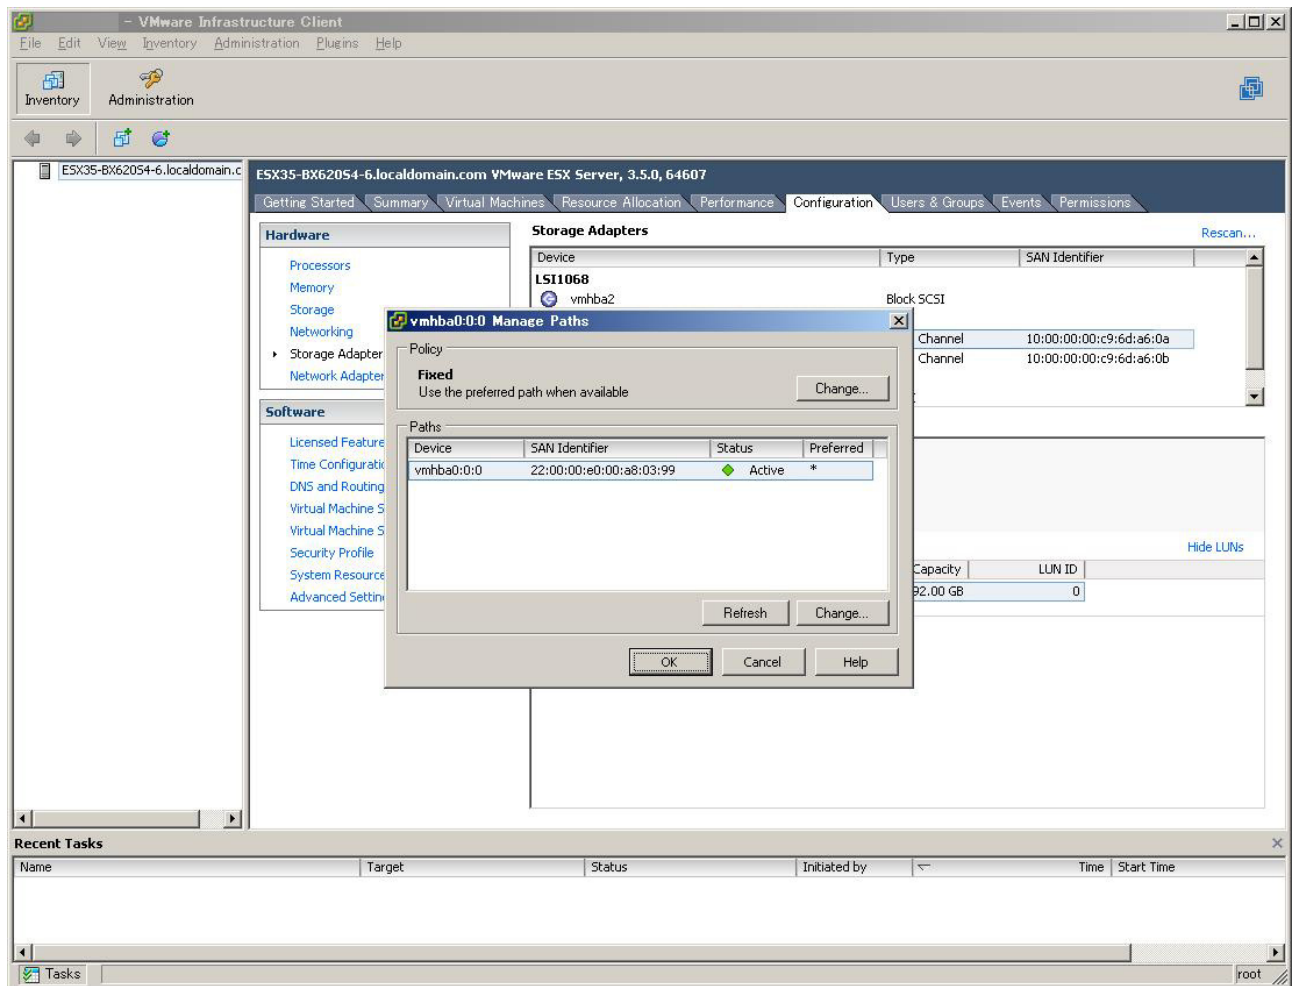 - VMware Infrastructure Client
File Edit View Inventory Administration Plugins Help
Inventory Administration
ESX35-BX620S4-6.localdomain.c
ESX35-BX620S4-6.localdomain.com VMware ESX Server, 3.5.0, 64607
Getting Started Summary Virtual Machines Resource Allocation Performance Configuration Users & Groups Events Permissions
Hardware
Processors
Memory
Storage
Networking
Storage Adapter
Network Adapter
Software
Licensed Feature
Time Configuratio
DNS and Routing
Virtual Machine S
Virtual Machine S
Security Profile
System Resource
Advanced Settin
Storage Adapters
Rescan...
Device Type SAN Identifier
LSI1068
vmhba2 Block SCSI
Channel 10:00:00:00:c9:6d:a6:0a
Channel 10:00:00:00:c9:6d:a6:0b
Hide LUNs
Capacity LUN ID
92.00 GB 0
vmhba0:0:0 Manage Paths
Policy
Fixed
Use the preferred path when available
Change...
Paths
Device SAN Identifier Status Preferred
vmhba0:0:0 22:00:00:e0:00:a8:03:99 Active *
Refresh Change...
OK Cancel Help
Recent Tasks
Name Target Status Initiated by Time Start Time
Tasks root